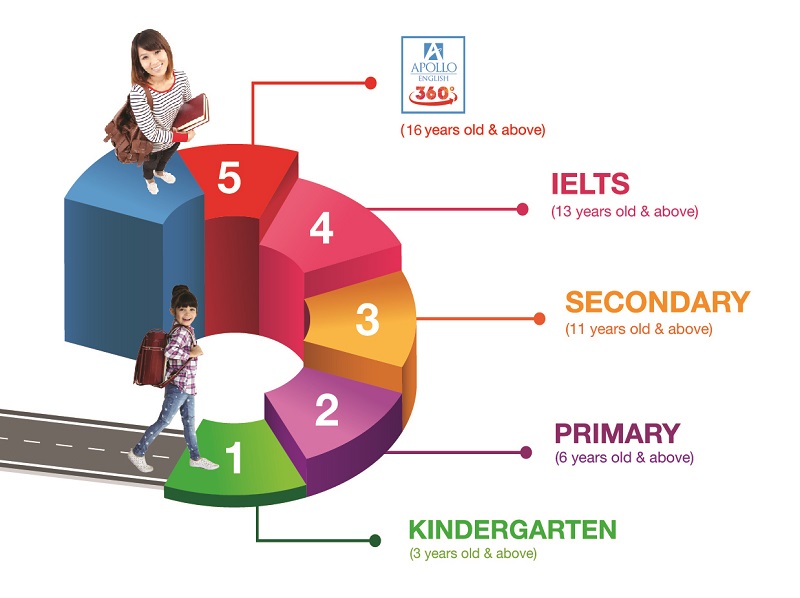 APOLLO
ENGLISH
360°
(16 years old & above)
5
IELTS
(13 years old & above)
4
SECONDARY
(11 years old & above)
3
PRIMARY
(6 years old & above)
2
KINDERGARTEN
(3 years old & above)
1